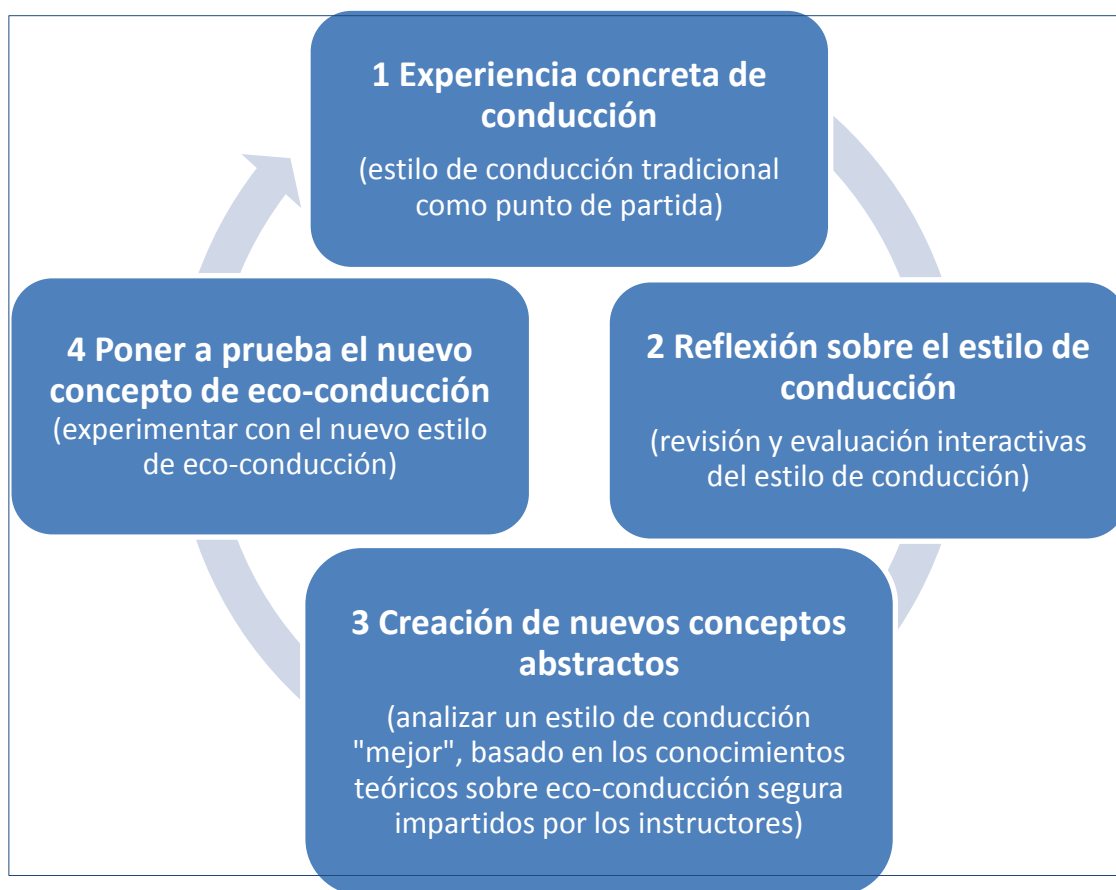 1 Experiencia concreta de
conducción
(estilo de conducción tradicional
como punto de partida)
2 Reflexión sobre el estilo de
conducción
(revisión y evaluación interactivas
del estilo de conducción)
3 Creación de nuevos conceptos
abstractos
(analizar un estilo de conducción
"mejor", basado en los conocimientos
teóricos sobre eco-conducción segura
impartidos por los instructores)
4 Poner a prueba el nuevo
concepto de eco-conducción
(experimentar con el nuevo estilo
de eco-conducción)